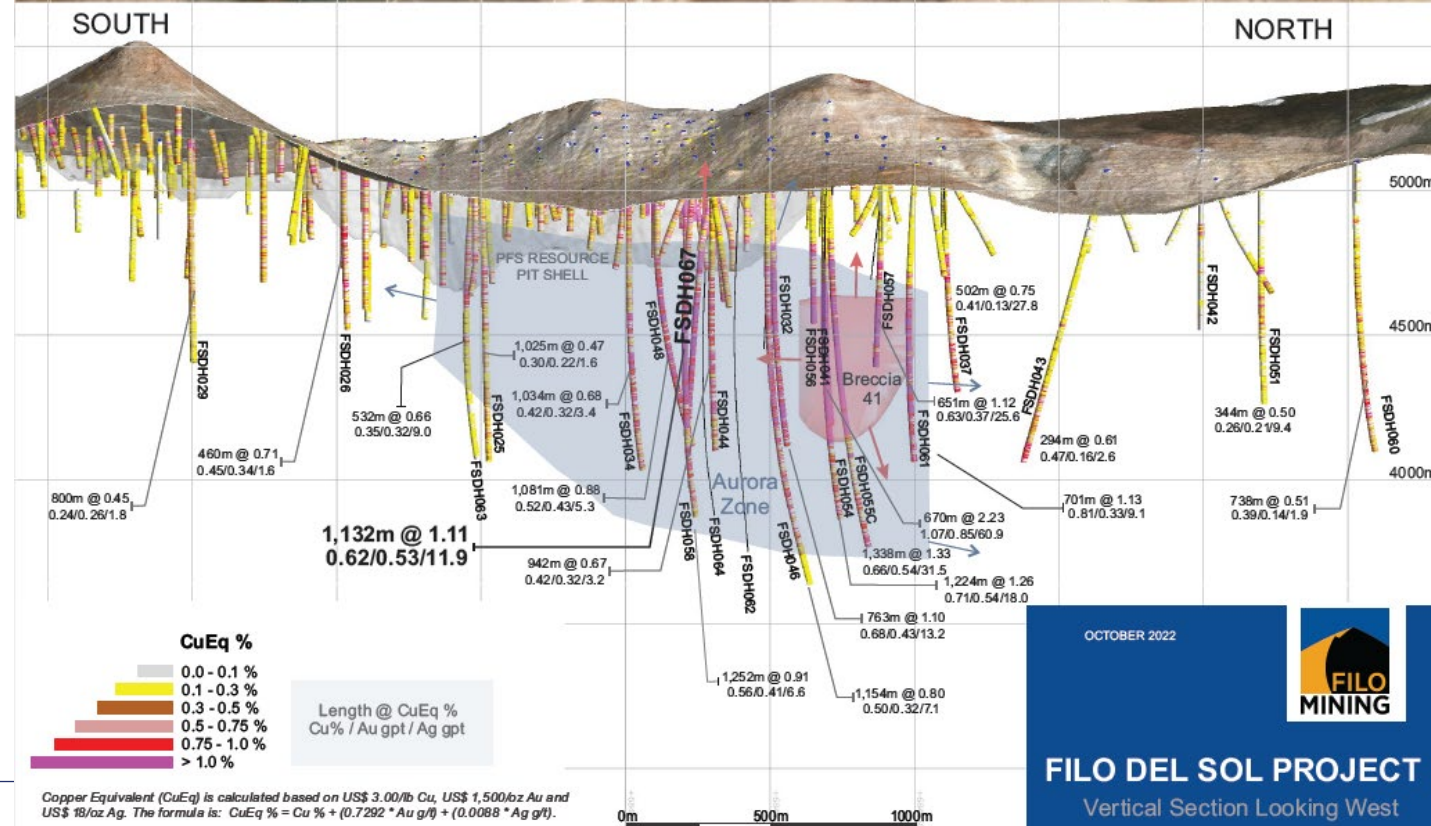 SOUTH
NORTH
5000m
PFS RESOURCE
PIT SHELL
502m @ 0.75
0.41/0.13/27.8
FSDH067
FSDH057
FSDH032
FSDH042
4500m
FSDH048
FSDH056
FSDH041
FSDH037
FSDH029
FSDH026
1,025m @ 0.47
0.30/0.22/1.6
FSDH043
FSDH051
Breccia
41
1,034m @ 0.68
0.42/0.32/3.4
651m @ 1.12
0.63/0.37/25.6
532m @ 0.66
0.35/0.32/9.0
FSDH025
FSDH034
FSDH044
FSDH061
344m @ 0.50
0.26/0.21/9.4
FSDH060
460m @ 0.71
0.45/0.34/1.6
294m @ 0.61
0.47/0.16/2.6
4000m
FSDH063
1,081m @ 0.88
0.52/0.43/5.3
Aurora
Zone
FSDH054
FSDH055C
800m @ 0.45
0.24/0.26/1.8
701m @ 1.13
0.81/0.33/9.1
738m @ 0.51
0.39/0.14/1.9
FSDH058
670m @ 2.23
1.07/0.85/60.9
1,132m @ 1.11
0.62/0.53/11.9
FSDH064
FSDH046
1,338m @ 1.33
0.66/0.54/31.5
942m @ 0.67
0.42/0.32/3.2
FSDH062
1,224m @ 1.26
0.71/0.54/18.0
763m @ 1.10
0.68/0.43/13.2
1,252m @ 0.91
0.56/0.41/6.6
1,154m @ 0.80
0.50/0.32/7.1
CuEq %
0.0 - 0.1 %
0.1 - 0.3 %
0.3 - 0.5 %
0.5 - 0.75 %
0.75 - 1.0 %
> 1.0 %
Length @ CuEq %
Cu% / Au gpt / Ag gpt
Copper Equivalent (CuEq) is calculated based on US$ 3.00/lb Cu, US$ 1,500/oz Au and
US$ 18/oz Ag. The formula is: CuEq % = Cu % + (0.7292 * Au g/t) + (0.0088 * Ag g/t).
0m
500m
1000m
OCTOBER 2022
FILO
MINING
FILO DEL SOL PROJECT
Vertical Section Looking West